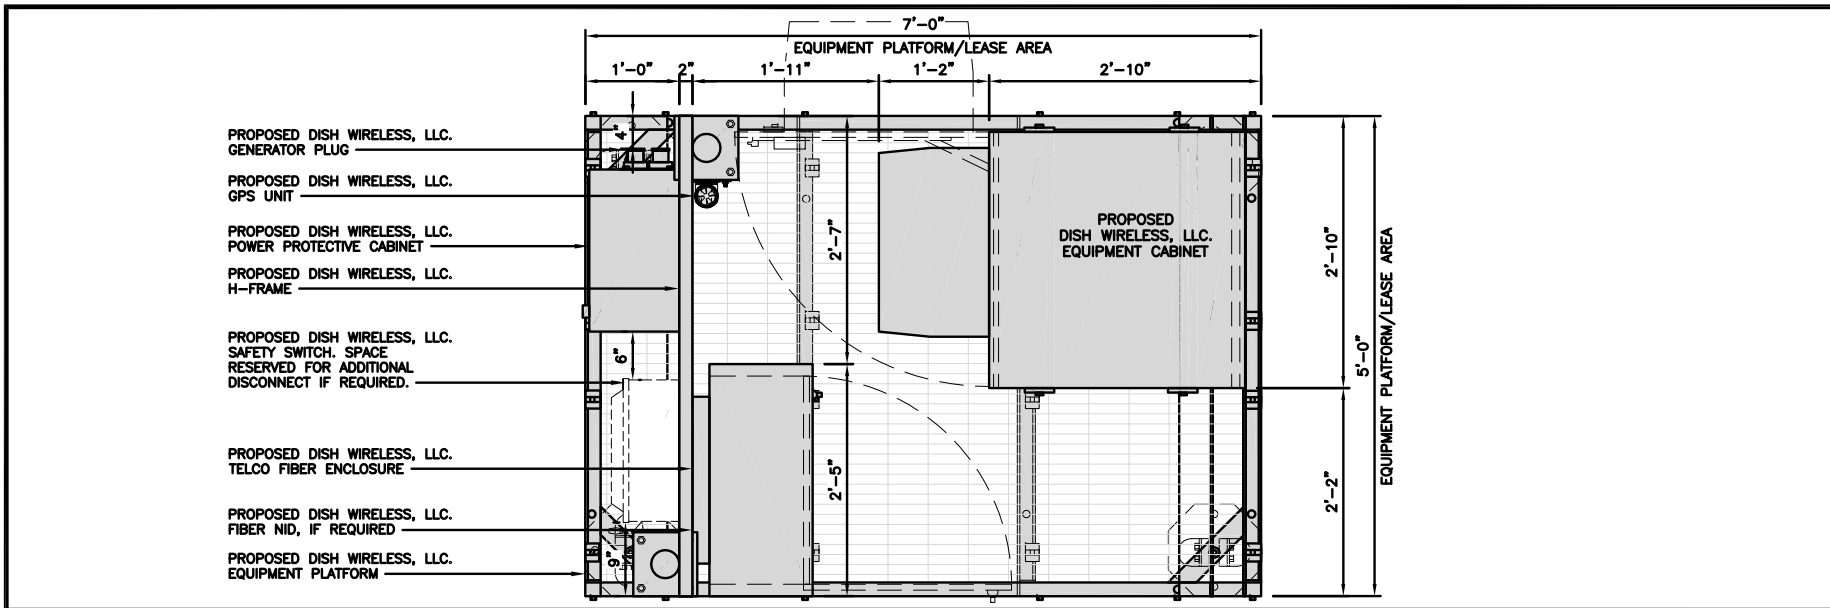 7'-0"
EQUIPMENT PLATFORM/LEASE AREA
1'-0"
2"
1'-11"
1'-2"
2'-10"
4"
PROPOSED DISH WIRELESS, LLC.
GENERATOR PLUG
PROPOSED DISH WIRELESS, LLC.
GPS UNIT
PROPOSED DISH WIRELESS, LLC.
POWER PROTECTIVE CABINET
PROPOSED DISH WIRELESS, LLC.
H-FRAME
PROPOSED DISH WIRELESS, LLC.
SAFETY SWITCH. SPACE
RESERVED FOR ADDITIONAL
DISCONNECT IF REQUIRED.
PROPOSED DISH WIRELESS, LLC.
TELCO FIBER ENCLOSURE
PROPOSED DISH WIRELESS, LLC.
FIBER NID, IF REQUIRED
PROPOSED DISH WIRELESS, LLC.
EQUIPMENT PLATFORM
6"
9"
2'-7"
2'-5"
PROPOSED
DISH WIRELESS, LLC.
EQUIPMENT CABINET
2'-10"
2'-2"
5'-0"
EQUIPMENT PLATFORM/LEASE AREA